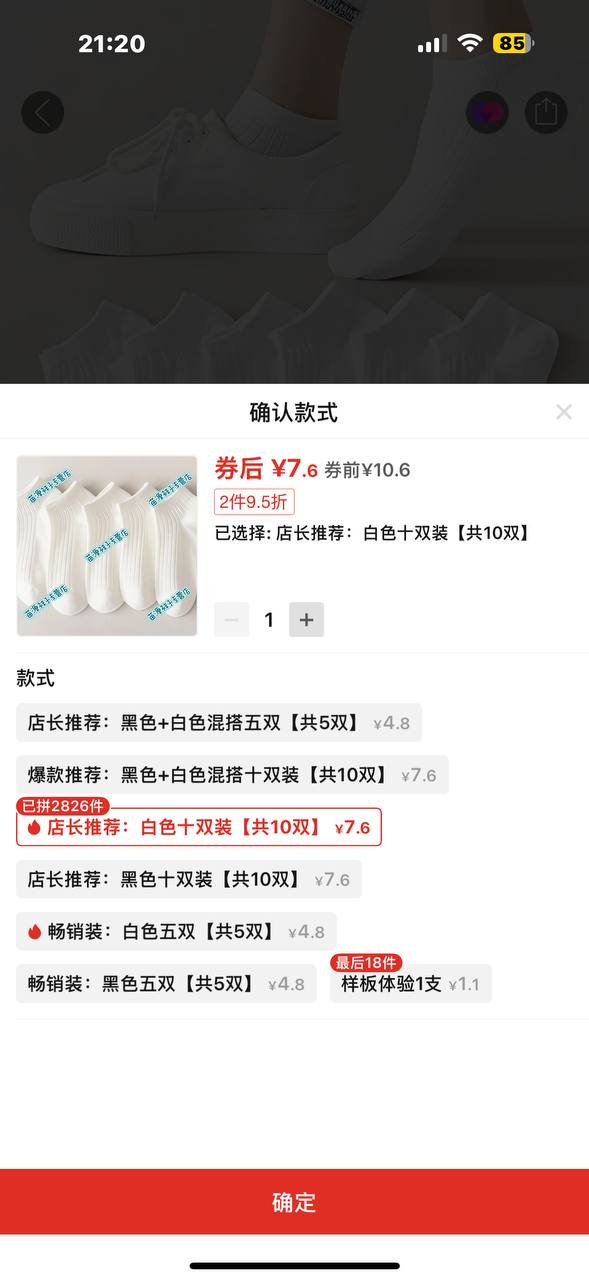 21:20
85
确认款式
券后 ¥7.6 券前¥10.6
2件9.5折
已选择: 店长推荐：白色十双装【共10双】
1
款式
店长推荐：黑色+白色混搭五双【共5双】 ¥4.8
爆款推荐：黑色+白色混搭十双装【共10双】 ¥7.6
已拼2826件
店长推荐：白色十双装【共10双】 ¥7.6
店长推荐：黑色十双装【共10双】 ¥7.6
畅销装：白色五双【共5双】 ¥4.8
最后18件
畅销装：黑色五双【共5双】 ¥4.8 样板体验1支 ¥1.1
确定